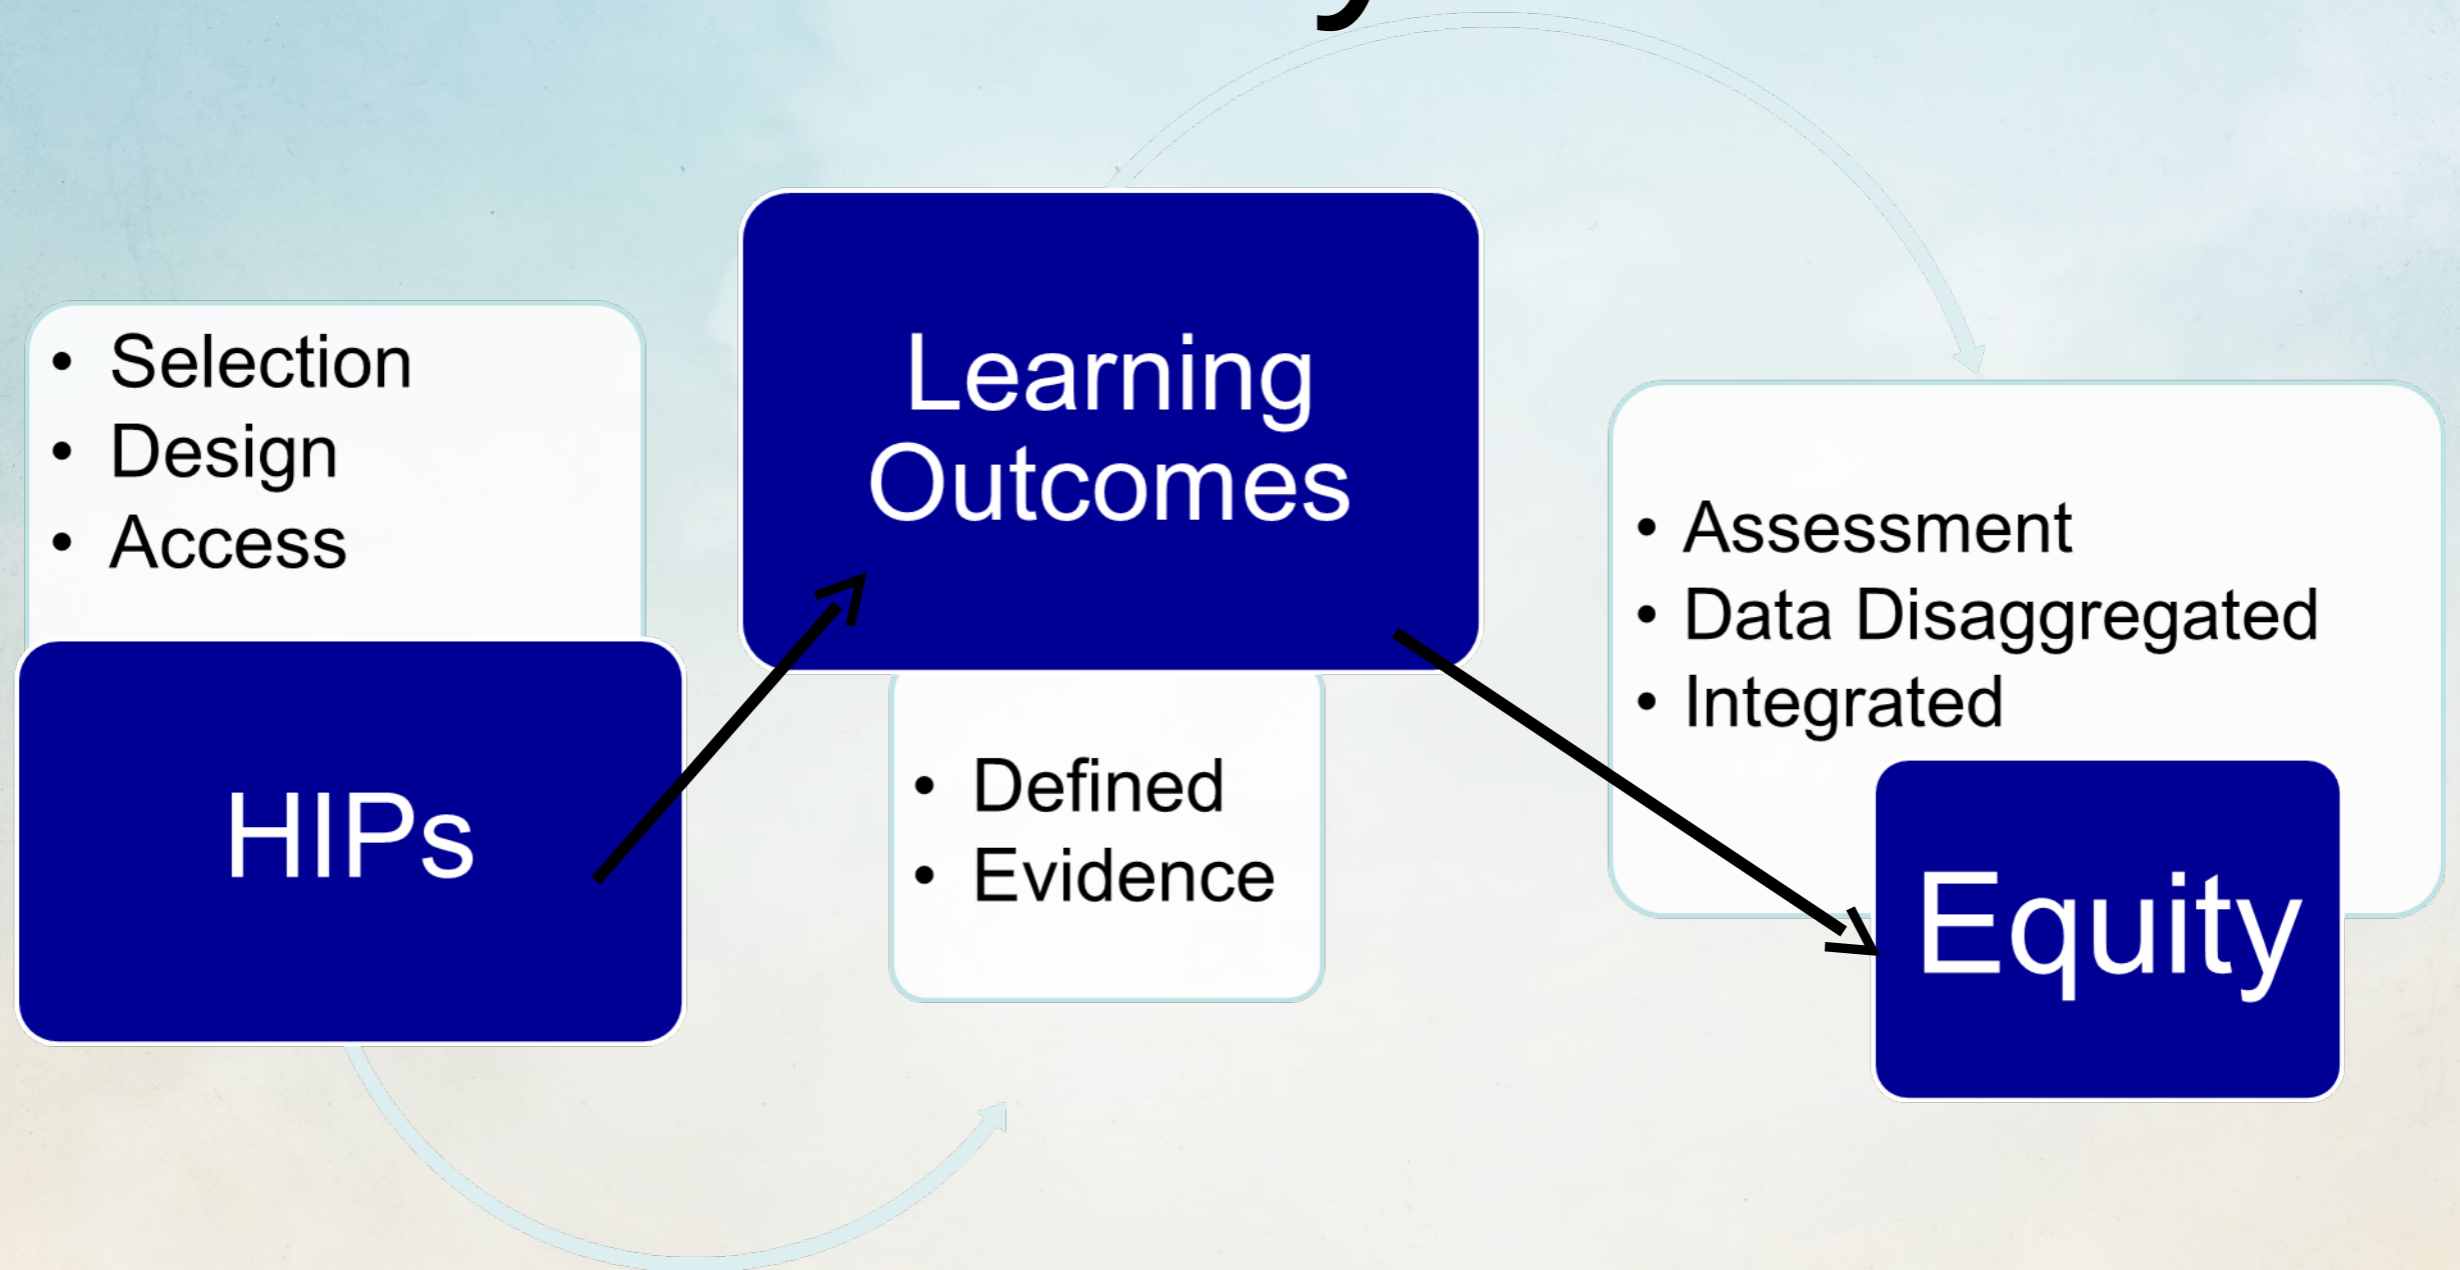 • Selection
• Design
• Access
HIPs
Learning
Outcomes
• Defined
• Evidence
• Assessment
• Data Disaggregated
• Integrated
Equity